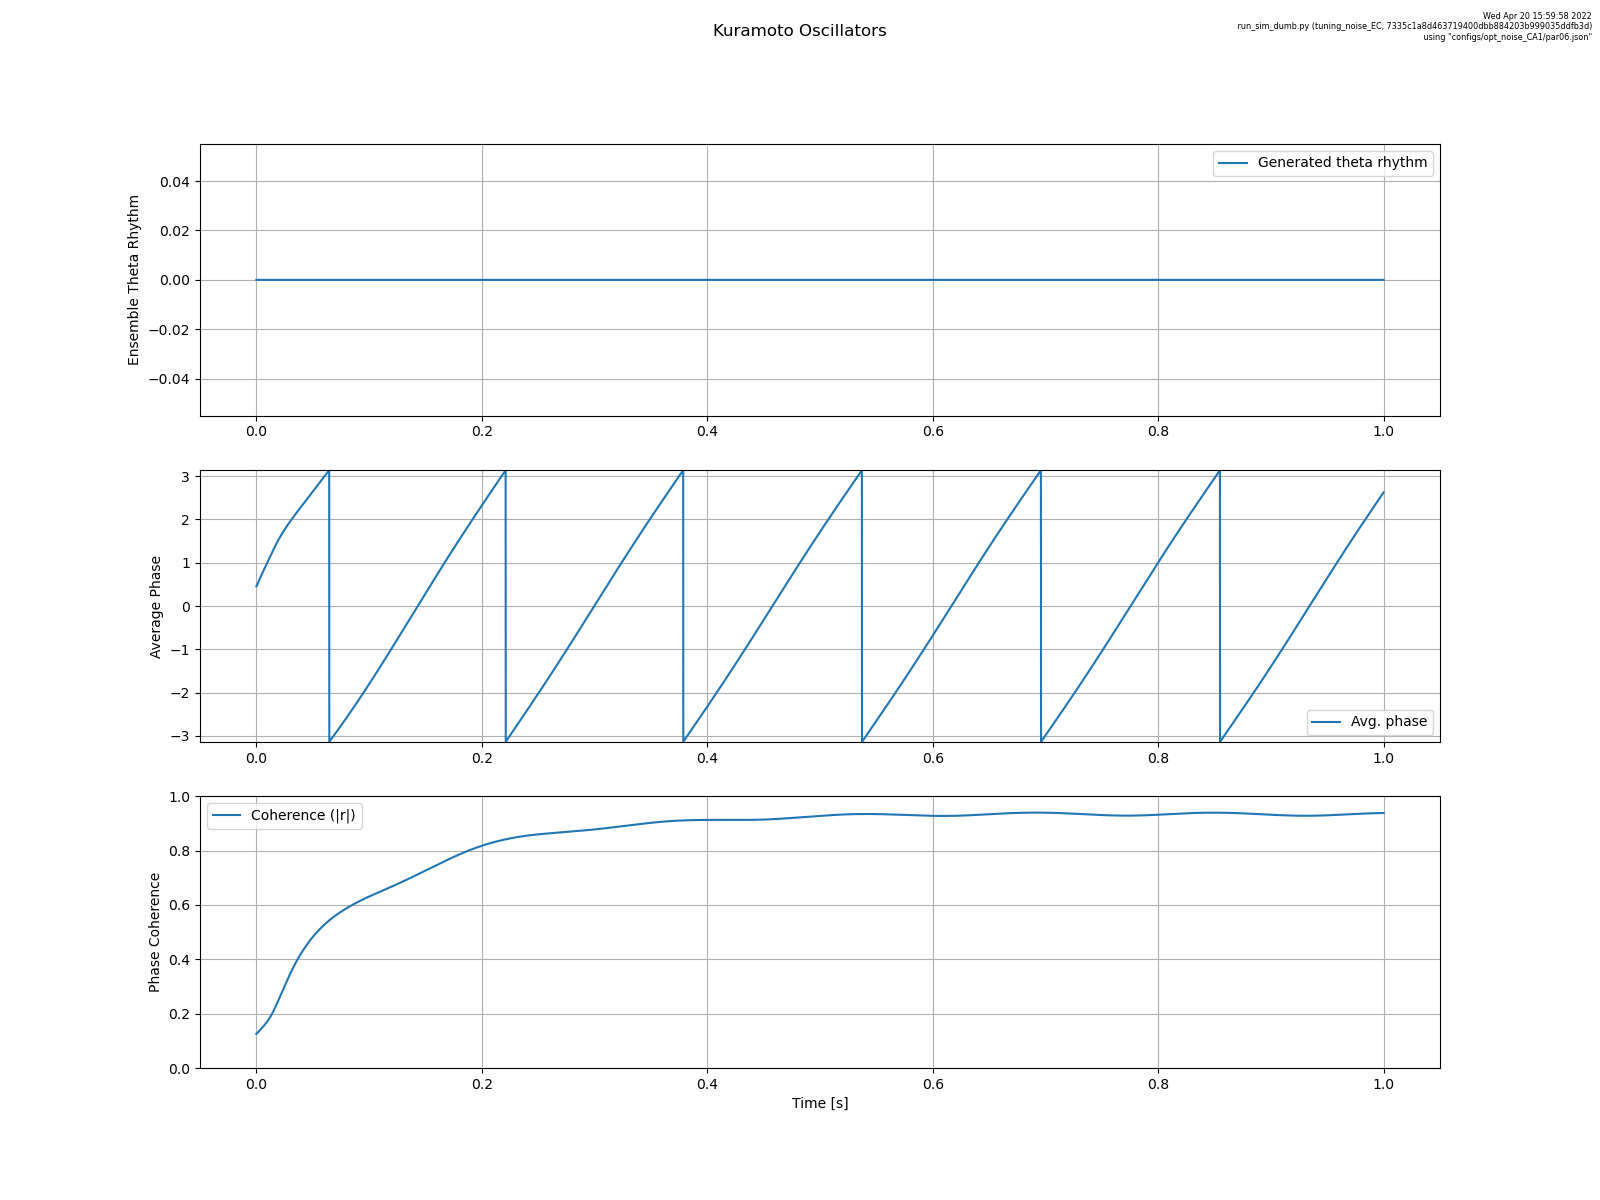 Wed Apr 20 15:59:58 2022
Kuramoto Oscillators
run_sim_dumb.py (tuning_noise_EC, 7335c1a8d463719400dbb884203b999035ddfb3d)
using "configs/opt_noise_CA1/par06.json"
Generated theta rhythm
Ensemble Theta Rhythm
0.04
0.02
0.00
−0.02
−0.04
0.0 0.2 0.4 0.6 0.8 1.0
Average Phase
3
2
1
0
−1
−2
−3
Avg. phase
0.0 0.2 0.4 0.6 0.8 1.0
Coherence (|r|)
Phase Coherence
1.0
0.8
0.6
0.4
0.2
0.0
0.0 0.2 0.4 0.6 0.8 1.0
Time [s]